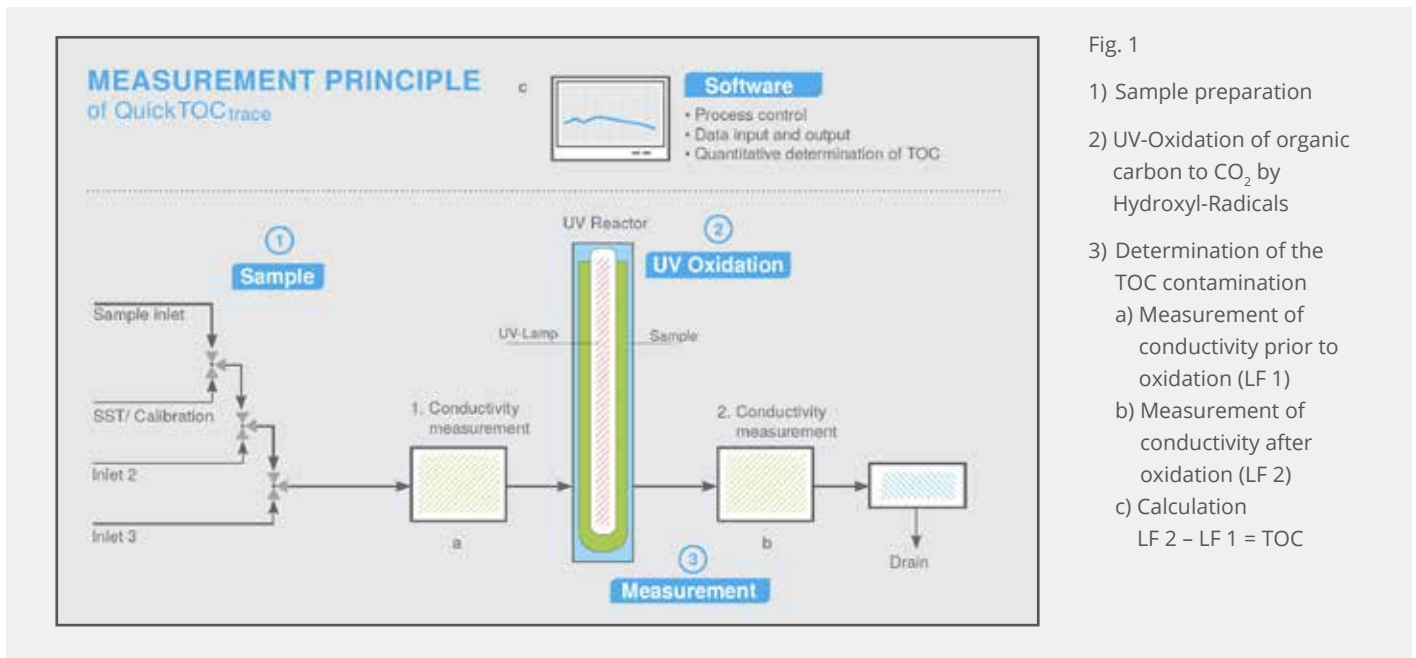 MEASUREMENT PRINCIPLE
of QuickTOCtrace
c
Software
• Process control
• Data input and output
• Quantitative determination of TOC
1
Sample
UV Reactor
2
UV Oxidation
Sample inlet
UV-Lamp
Sample
SST/ Calibration
1. Conductivity
measurement
2. Conductivity
measurement
Inlet 2
Inlet 3
a
b
3
Measurement
Drain
Fig. 1
1) Sample preparation
2) UV-Oxidation of organic
carbon to CO2 by
Hydroxyl-Radicals
3) Determination of the
TOC contamination
a) Measurement of
conductivity prior to
oxidation (LF 1)
b) Measurement of
conductivity after
oxidation (LF 2)
c) Calculation
LF 2 – LF 1 = TOC